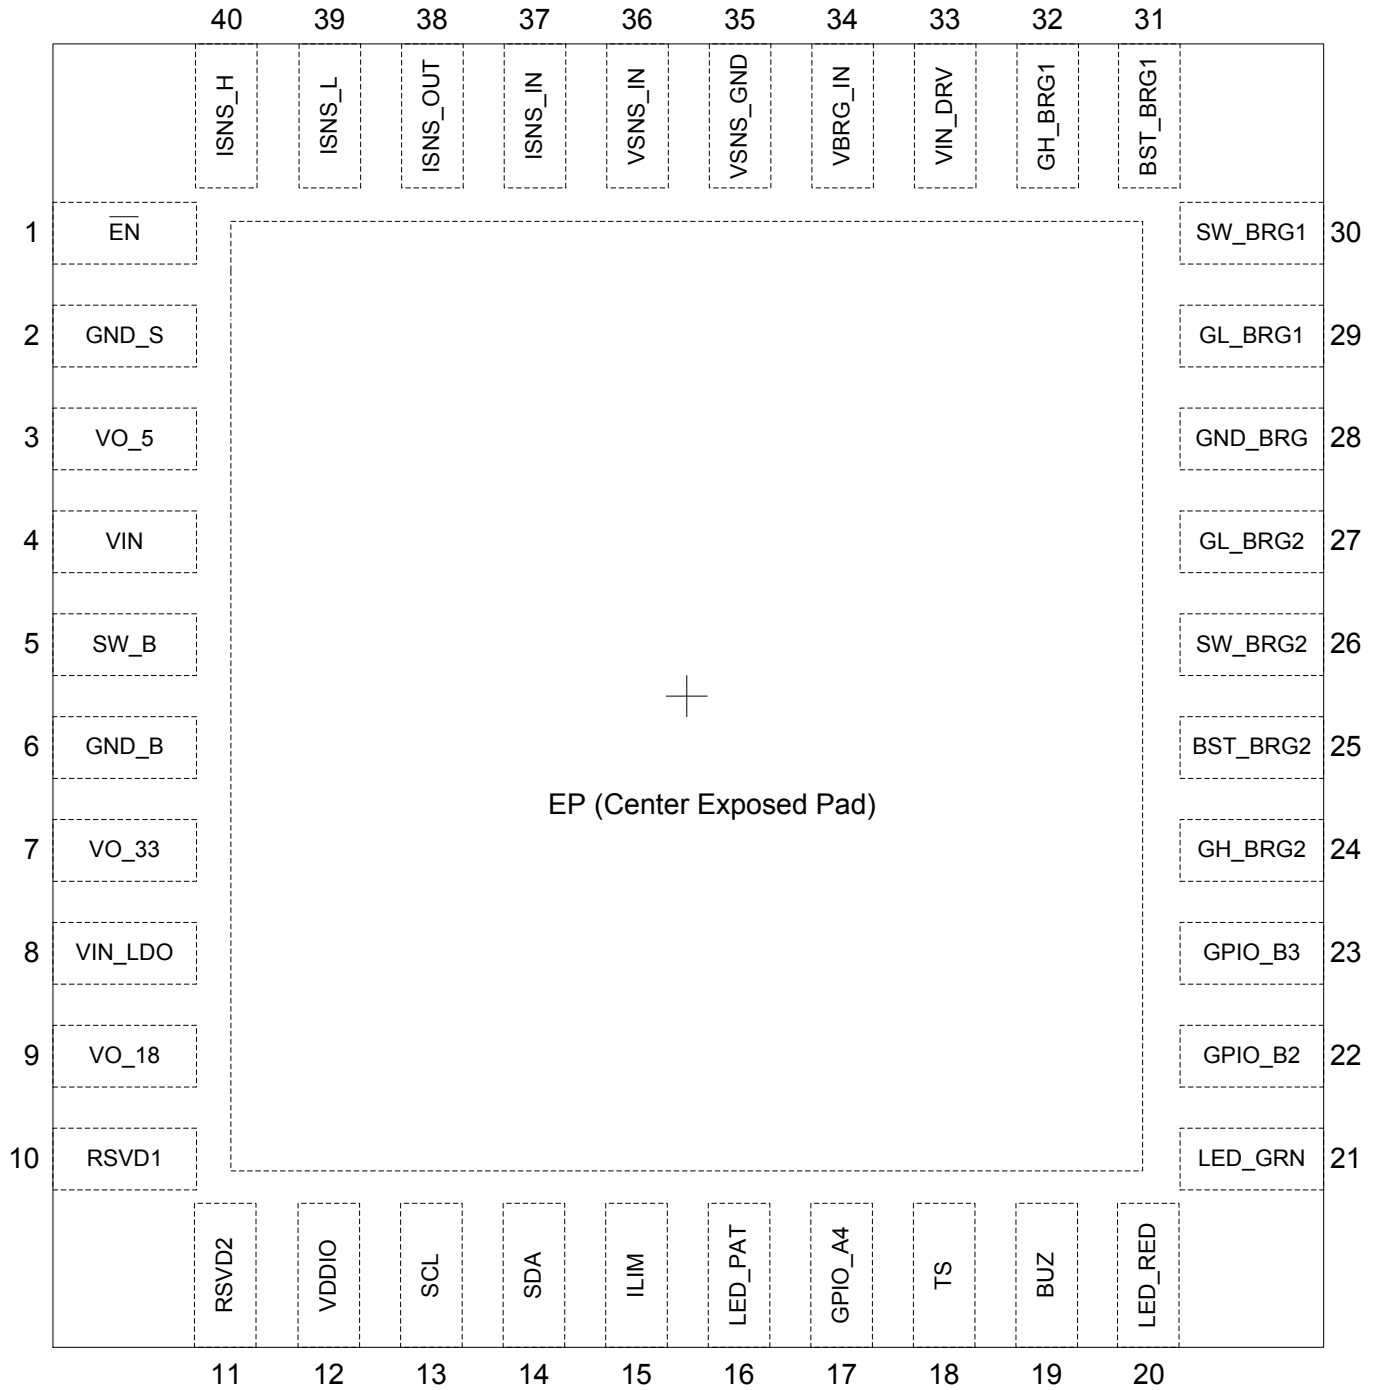 40 39 38 37 36 35 34 33 32 31
ISNS_H ISNS_L ISNS_OUT ISNS_IN VSNS_IN VSNS_GND VBRG_IN VIN_DRV GH_BRG1 BST_BRG1
1 EN SW_BRG1 30
2 GND_S GL_BRG1 29
3 VO_5 GND_BRG 28
4 VIN GL_BRG2 27
5 SW_B SW_BRG2 26
6 GND_B BST_BRG2 25
EP (Center Exposed Pad)
7 VO_33 GH_BRG2 24
8 VIN_LDO GPIO_B3 23
9 VO_18 GPIO_B2 22
10 RSVD1 LED_GRN 21
RSVD2 VDDIO SCL SDA ILIM LED_PAT GPIO_A4 TS BUZ LED_RED
11 12 13 14 15 16 17 18 19 20